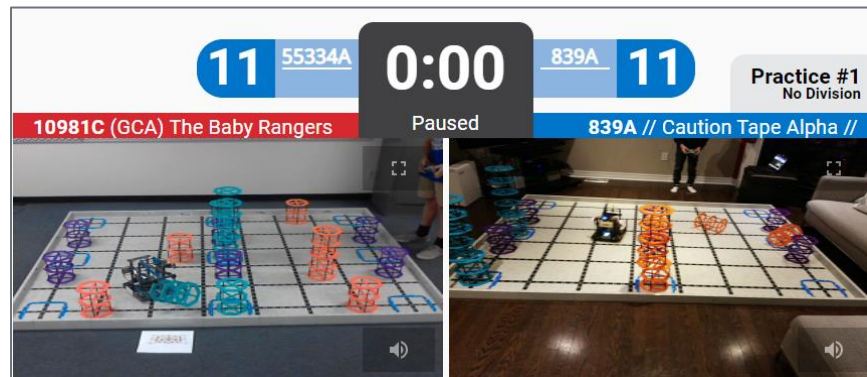 11 55334A 0:00 839A 11
Practice #1
No Division
10981C (GCA) The Baby Rangers
Paused
839A // Caution Tape Alpha //